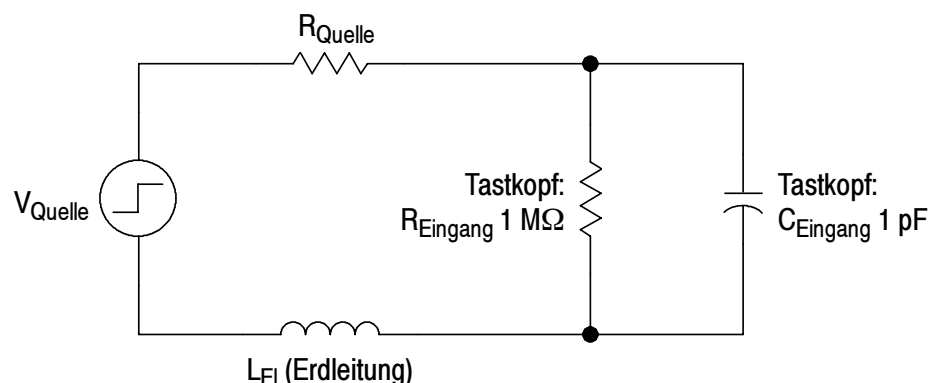 RQuelle
VQuelle
Tastkopf:
REingang 1 MΩ
Tastkopf:
CEingang 1 pF
LEL (Erdleitung)